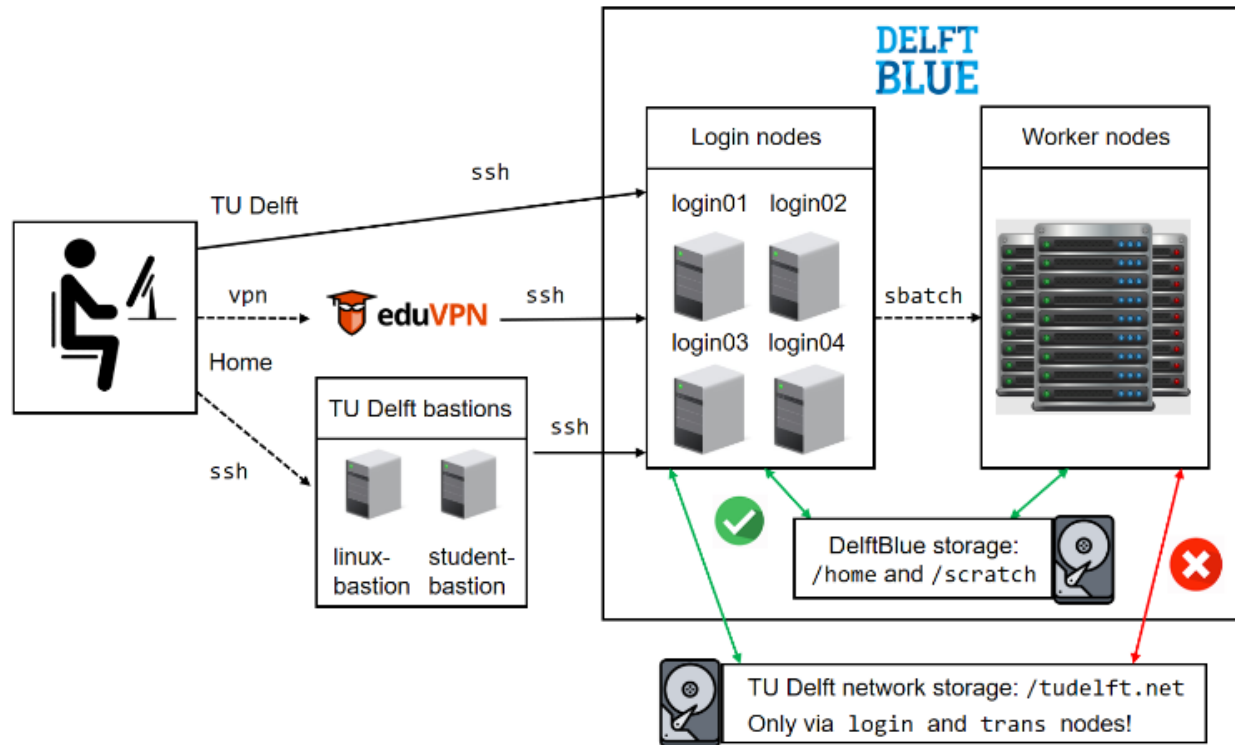 DELFT
BLUE
Login nodes
Worker nodes
ssh
TU Delft
login01
login02
vpn
eduVPN
ssh
sbatch
Home
login03
login04
TU Delft bastions
ssh
ssh
linux-
bastion
student-
bastion
DelftBlue storage:
/home and /scratch
TU Delft network storage: /tudelft.net
Only via login and trans nodes!